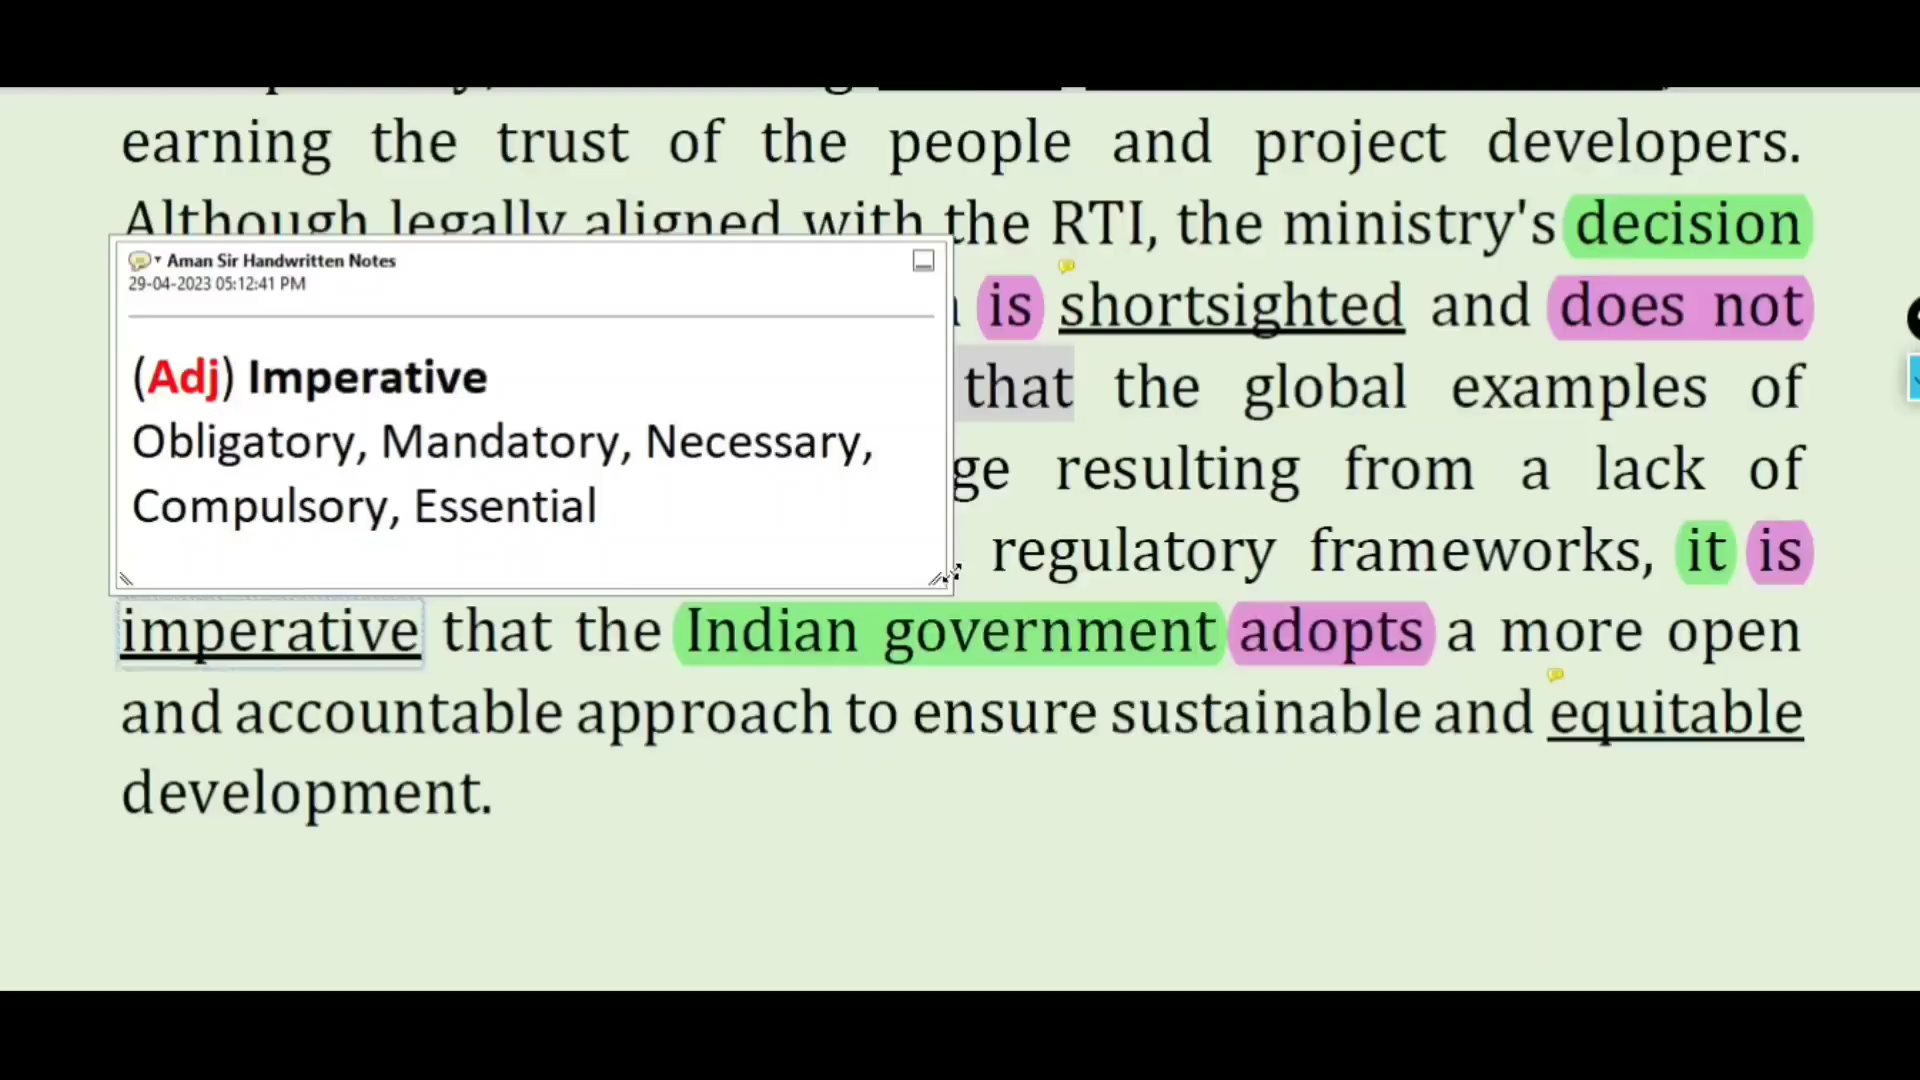 earning the trust of the people and project developers.
Although legally aligned with the RTI, the ministry's decision
Aman Sir Handwritten Notes
29-04-2023 05:12:41 PM
(Adj) Imperative
Obligatory, Mandatory, Necessary,
Compulsory, Essential
is shortsighted and does not
that the global examples of
resulting from a lack of
regulatory frameworks, it is
imperative that the Indian government adopts a more open
and accountable approach to ensure sustainable and equitable
development.